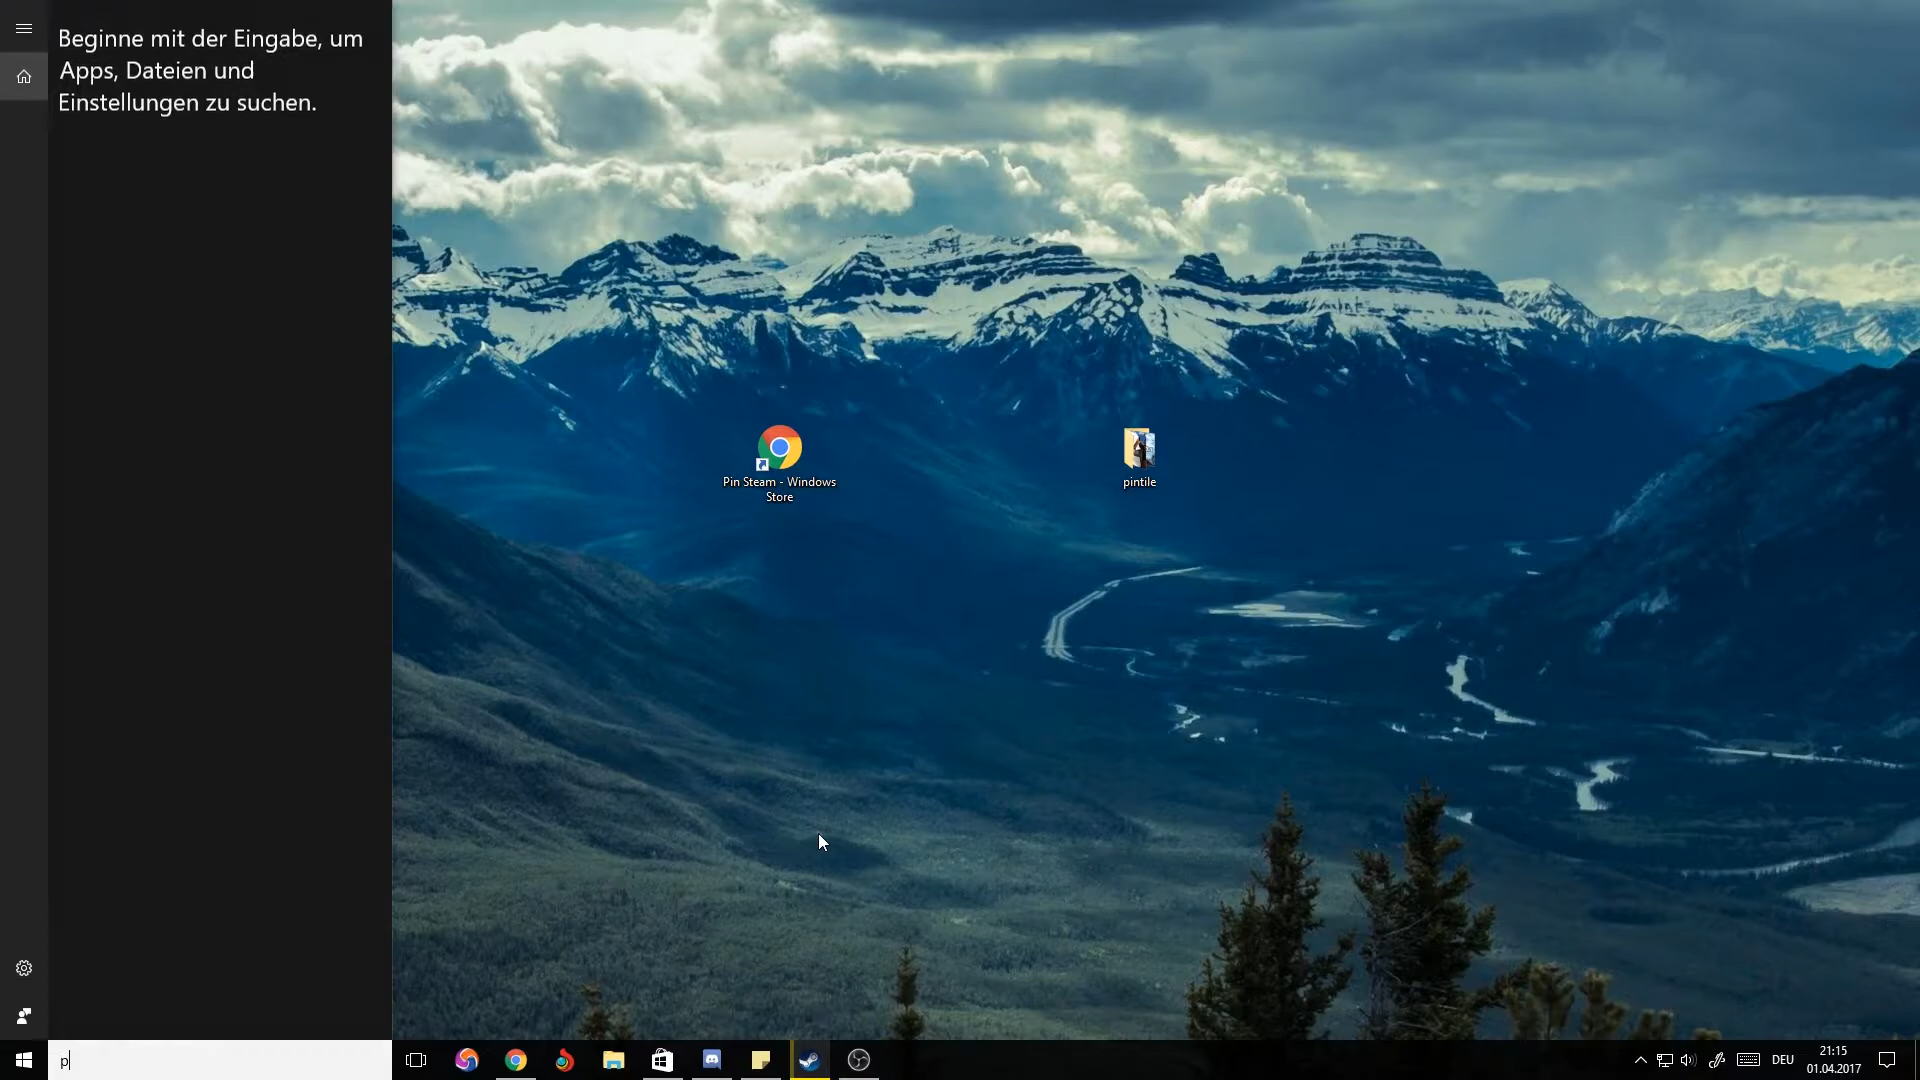 Beginne mit der Eingabe, um
Apps, Dateien und
Einstellungen zu suchen.
Pin Steam - Windows
Store
pintile
p
DEU
21:15
01.04.2017